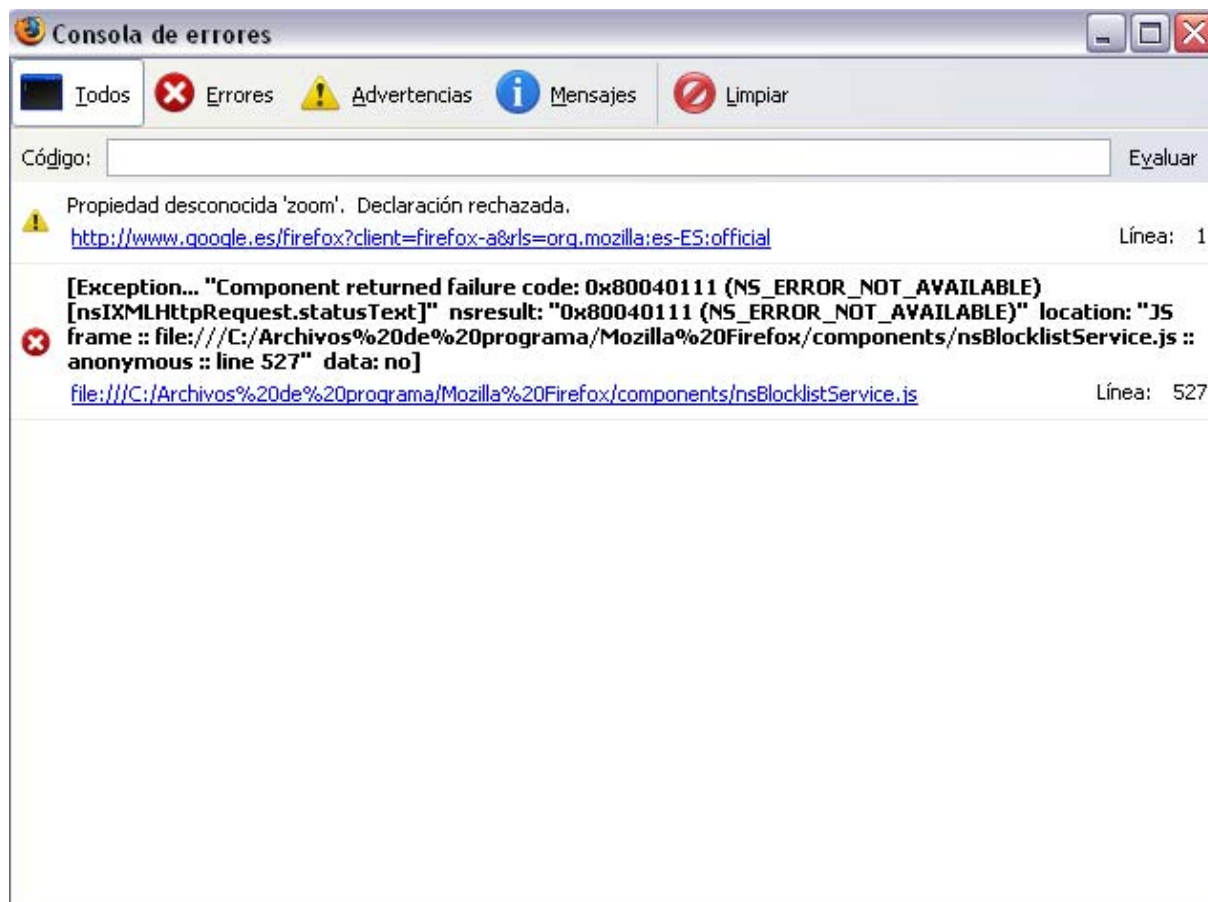 Consola de errores
Todos Errores Advertencias Mensajes Limpiar
Código: Evaluar
Propiedad desconocida 'zoom'. Declaración rechazada.
http://www.google.es/firefox?client=firefox-a&rls=org.mozilla:es-ES:official Línea: 1
[Exception... "Component returned failure code: 0x80040111 (NS_ERROR_NOT_AVAILABLE)
[nsIXMLHttpRequest.statusText]" nsresult: "0x80040111 (NS_ERROR_NOT_AVAILABLE)" location: "JS
frame :: file:///C:/Archivos%20de%20programa/Mozilla%20Firefox/components/nsBlocklistService.js ::
anonymous :: line 527" data: no]
file:///C:/Archivos%20de%20programa/Mozilla%20Firefox/components/nsBlocklistService.js Línea: 527